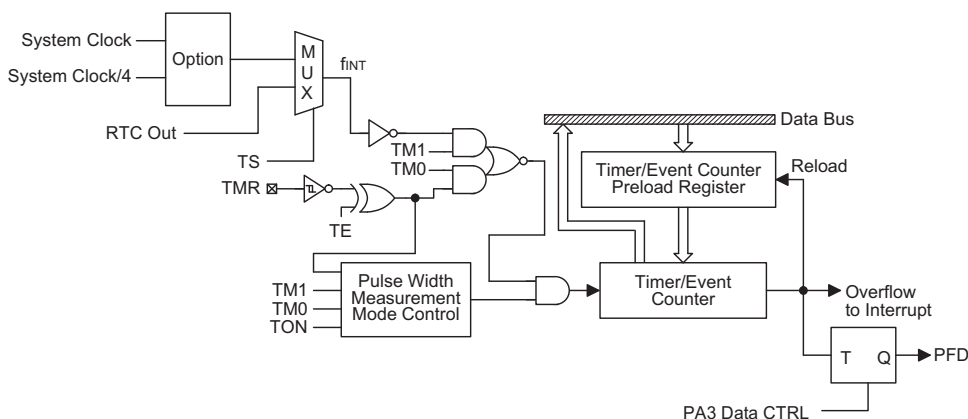 System Clock
System Clock/4
Option
M
U
X
fINT
RTC Out
TS
TMR
TE
TM1
TM0
Data Bus
Timer/Event Counter
Preload Register
Reload
TM1
TM0
TON
Pulse Width
Measurement
Mode Control
Timer/Event
Counter
Overflow
to Interrupt
T
Q
PFD
PA3 Data CTRL